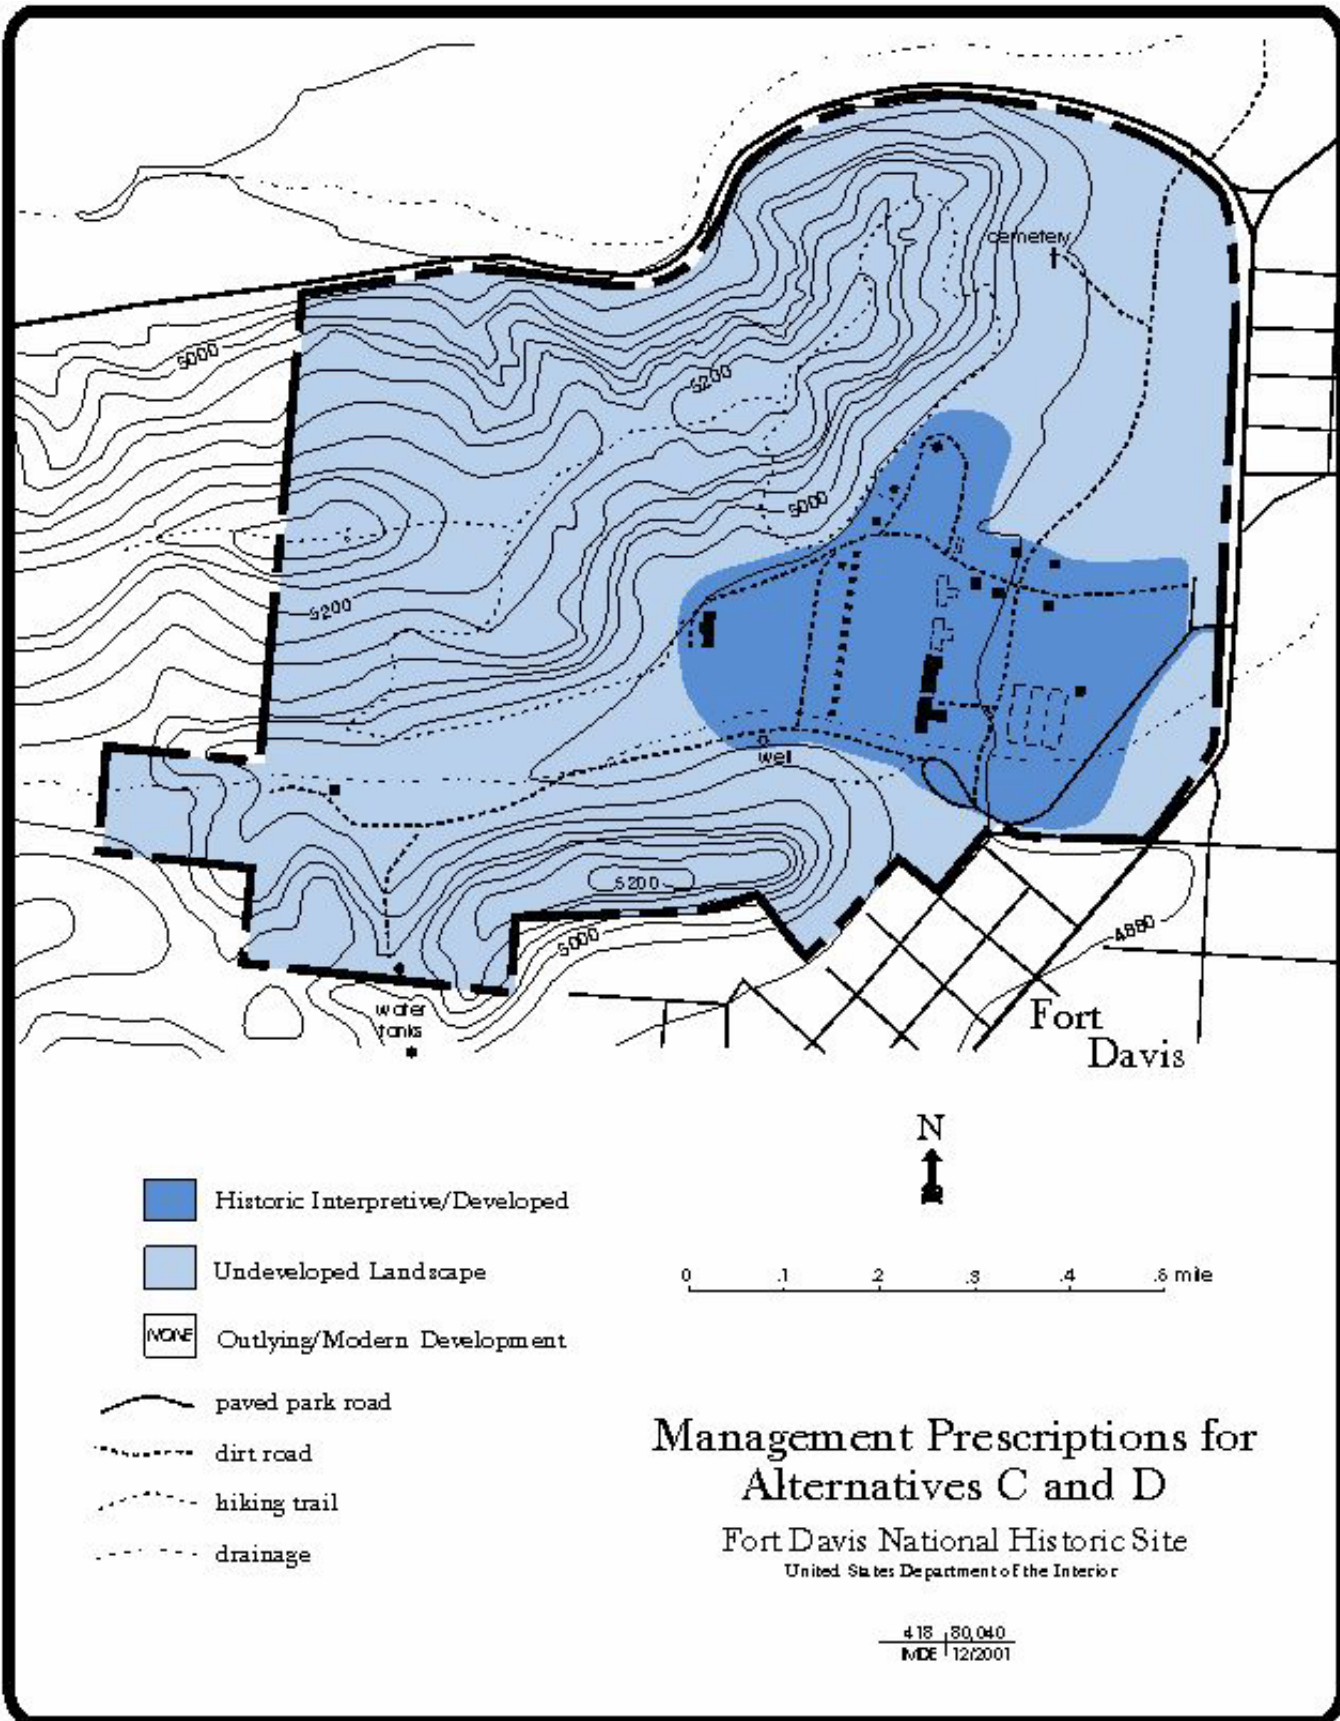 cemetery
5000
5200
5000
5200
well
5200
5000
4880
water
tanks
Fort
Davis
N
Historic Interpretive/Developed
Undeveloped Landscape
NONE
Outlying/Modern Development
0 .1 .2 .3 .4 .5 mile
paved park road
dirt road
hiking trail
drainage
Management Prescriptions for
Alternatives C and D
Fort Davis National Historic Site
United States Department of the Interior
418 80,040
IMDE 12/2001